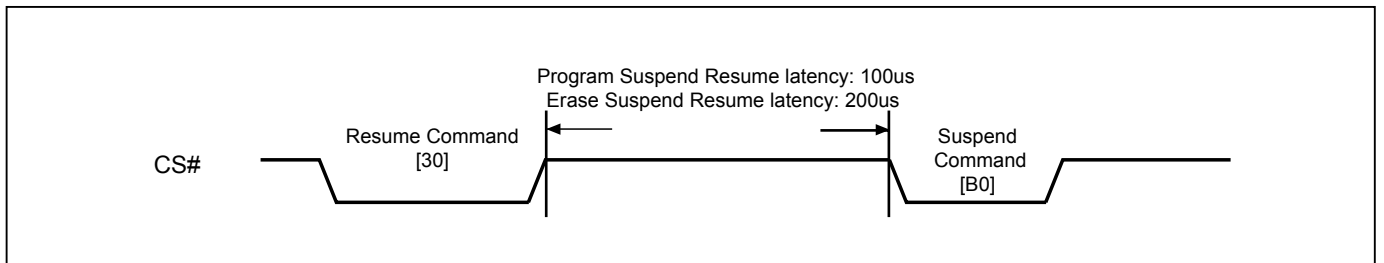 Program Suspend Resume latency: 100us
Erase Suspend Resume latency: 200us
Resume Command
[30]
Suspend
Command
[B0]
CS#